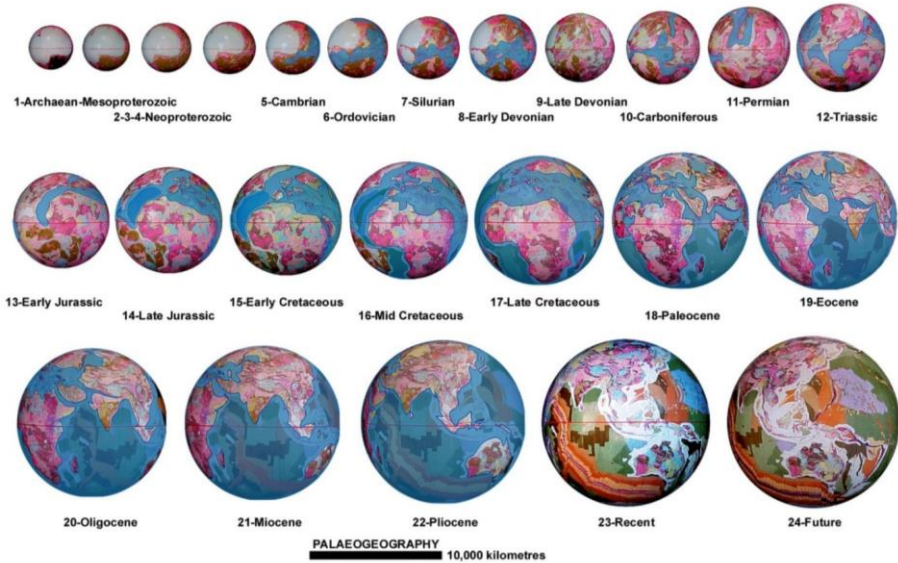 1-Archaean-Mesoproterozoic
2-3-4-Neoproterozoic
5-Cambrian
6-Ordovician
7-Silurian
8-Early Devonian
9-Late Devonian
10-Carboniferous
11-Permian
12-Triassic
13-Early Jurassic
14-Late Jurassic
15-Early Cretaceous
16-Mid Cretaceous
17-Late Cretaceous
18-Paleocene
19-Eocene
20-Oligocene
21-Miocene
22-Pliocene
23-Recent
24-Future
PALAEOGEOGRAPHY
10,000 kilometres